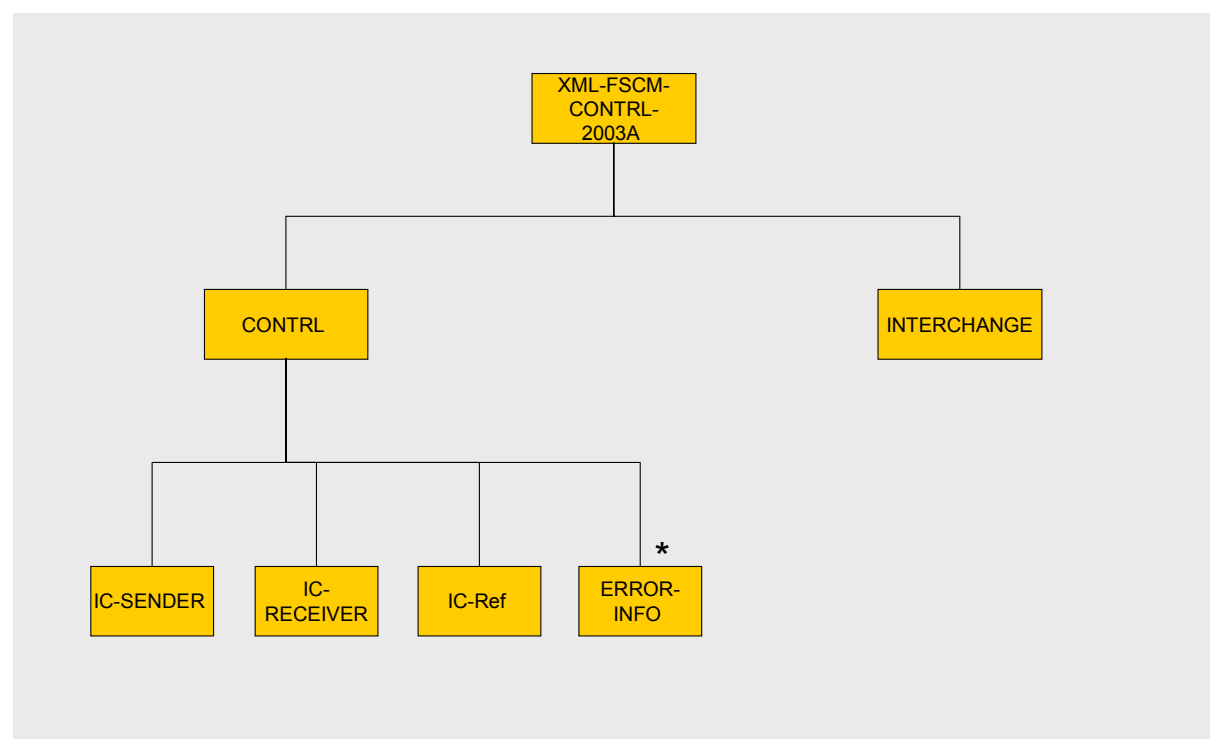 XML-FSCM-
CONTRL-
2003A
CONTRL
INTERCHANGE
*
IC-SENDER
IC-
RECEIVER
IC-Ref
ERROR-
INFO